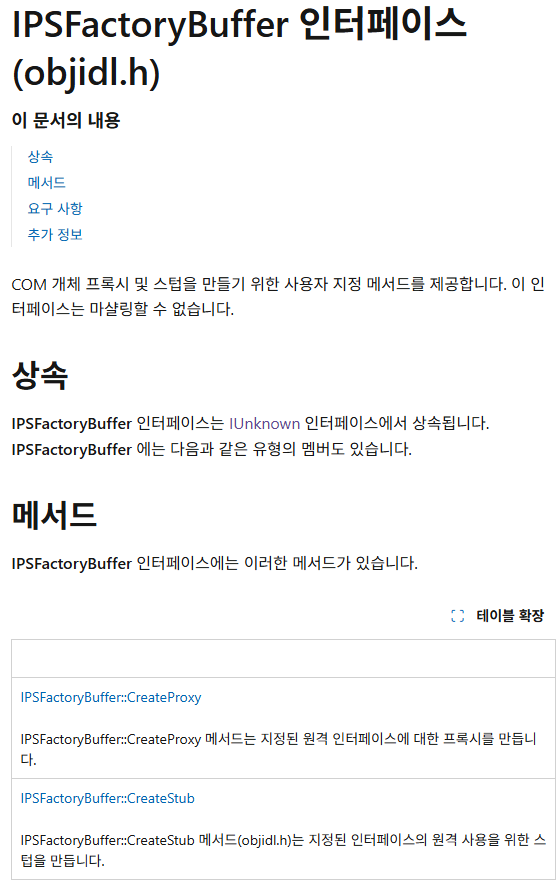 IPSFactoryBuffer 인터페이스
(objidl.h)
이 문서의 내용
상속
메서드
요구 사항
추가 정보
COM 개체 프록시 및 스텁을 만들기 위한 사용자 지정 메서드를 제공합니다. 이 인
터페이스는 마샬링할 수 없습니다.
상속
IPSFactoryBuffer 인터페이스는 IUnknown 인터페이스에서 상속됩니다.
IPSFactoryBuffer 에는 다음과 같은 유형의 멤버도 있습니다.
메서드
IPSFactoryBuffer 인터페이스에는 이러한 메서드가 있습니다.
테이블 확장
IPSFactoryBuffer::CreateProxy
IPSFactoryBuffer::CreateProxy 메서드는 지정된 원격 인터페이스에 대한 프록시를 만듭니
다.
IPSFactoryBuffer::CreateStub
IPSFactoryBuffer::CreateStub 메서드(objidl.h)는 지정된 인터페이스의 원격 사용을 위한 스
텁을 만듭니다.